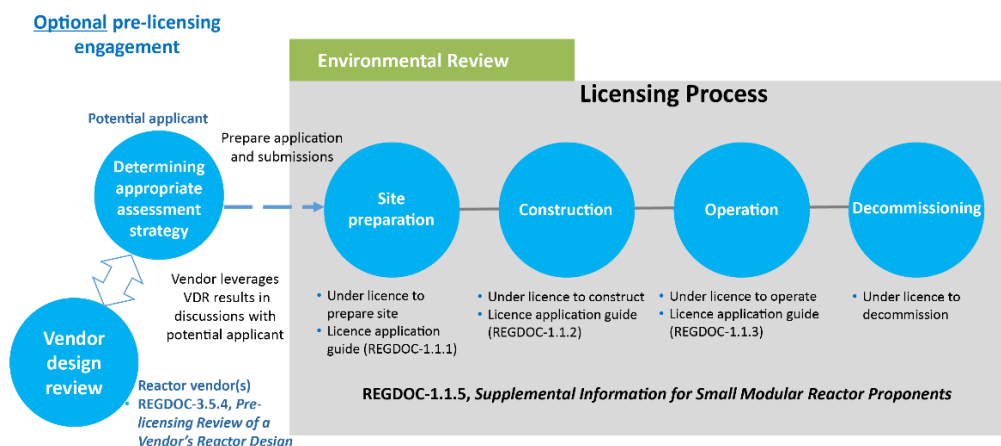 Optional pre-licensing
engagement
Environmental Review
Licensing Process
Potential applicant
Determining
appropriate
assessment
strategy
Prepare application
and submissions
Site
preparation
Construction
Operation
Decommissioning
Vendor leverages
VDR results in
discussions with
potential applicant
• Under licence to
prepare site
• Licence application
guide (REGDOC-1.1.1)
• Under licence to construct
• Licence application guide
(REGDOC-1.1.2)
• Under licence to operate
• Licence application guide
(REGDOC-1.1.3)
• Under licence to
decommission
Vendor
design
review
Reactor vendor(s)
• REGDOC-3.5.4, Pre-
licensing Review of a
Vendor's Reactor Design
REGDOC-1.1.5, Supplemental Information for Small Modular Reactor Proponents